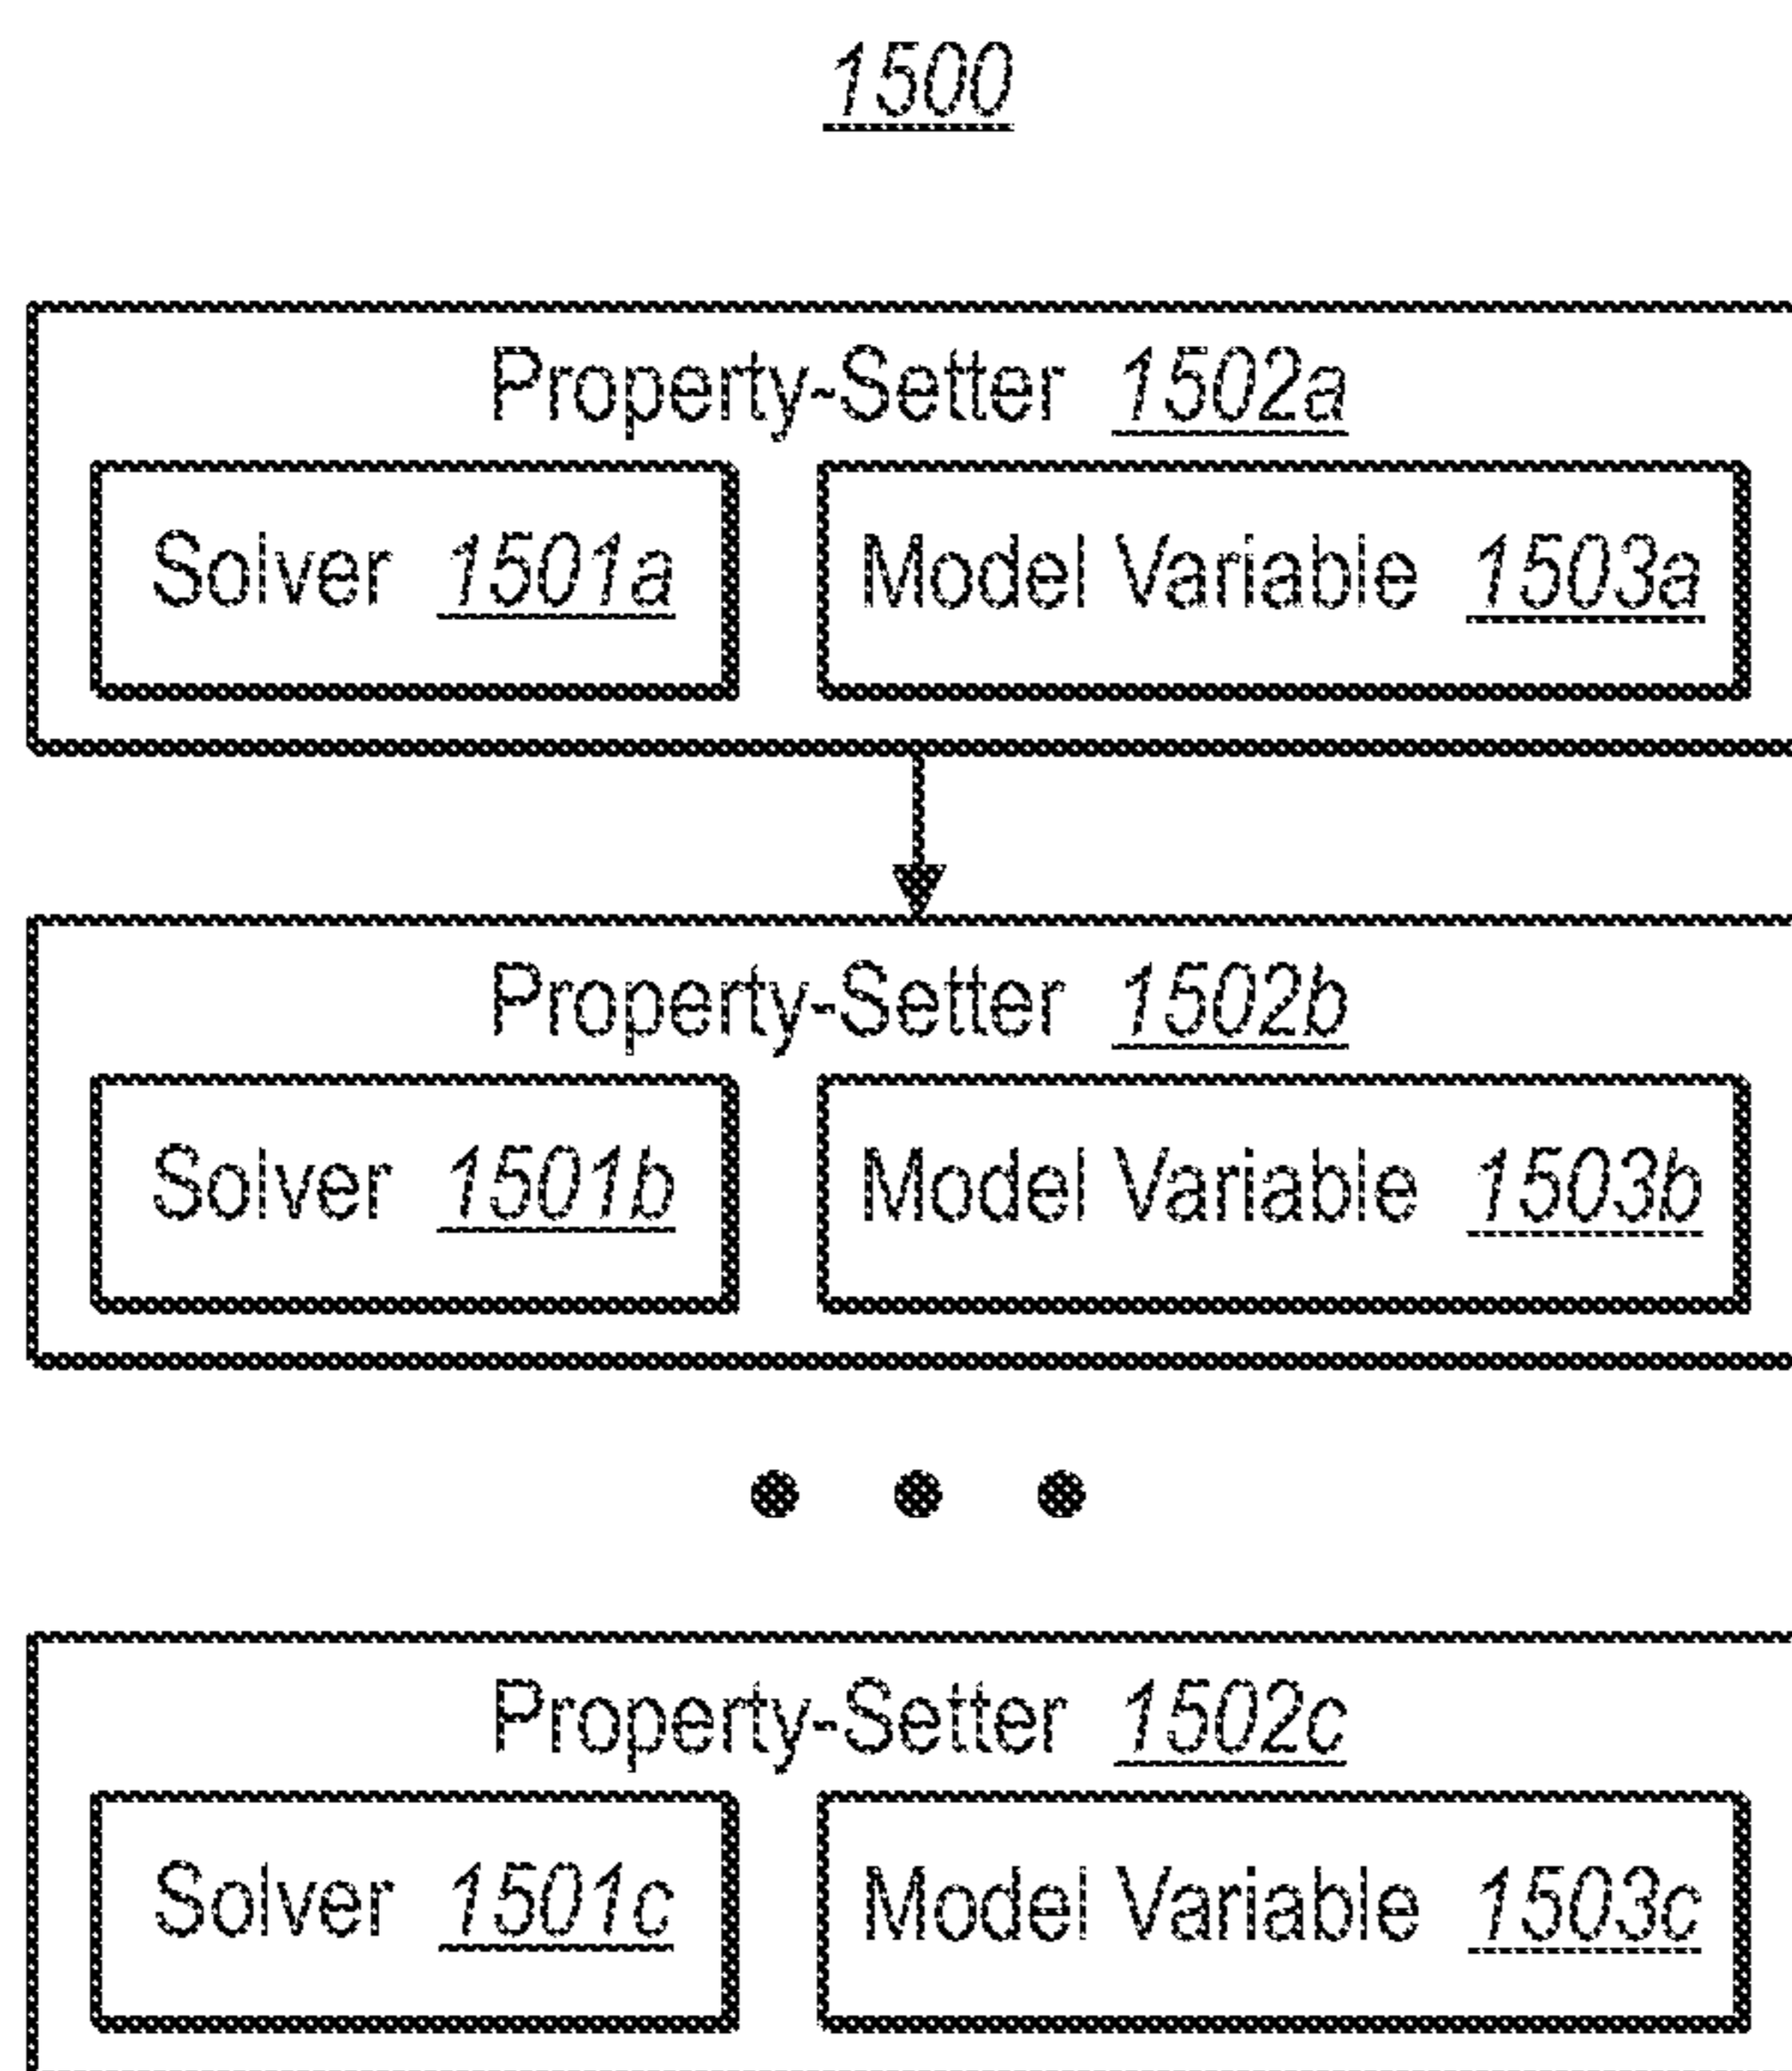 1500
Property-Setter 1502a
Solver 1501a Model Variable 1503a
Property-Setter 1502b
Solver 1501b Model Variable 1503b
Property-Setter 1502c
Solver 1501c Model Variable 1503c